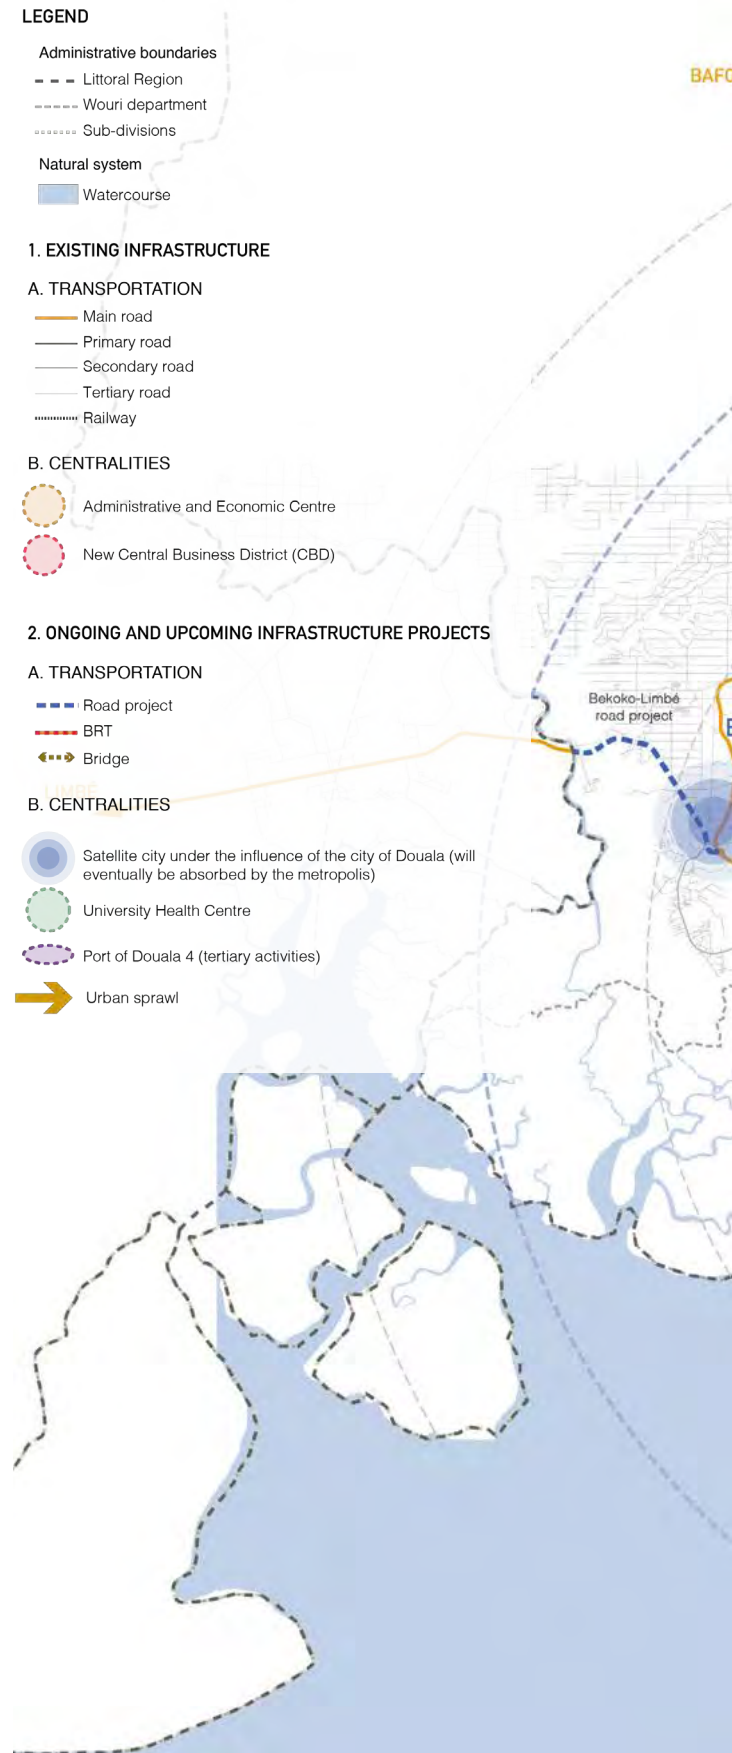 LEGEND
Administrative boundaries
Littoral Region
Wouri department
Sub-divisions
Natural system
Watercourse
1. EXISTING INFRASTRUCTURE
A. TRANSPORTATION
Main road
Primary road
Secondary road
Tertiary road
Railway
B. CENTRALITIES
Administrative and Economic Centre
New Central Business District (CBD)
2. ONGOING AND UPCOMING INFRASTRUCTURE PROJECTS
A. TRANSPORTATION
Road project
BRT
Bridge
B. CENTRALITIES
Satellite city under the influence of the city of Douala (will
eventually be absorbed by the metropolis)
University Health Centre
Port of Douala 4 (tertiary activities)
Urban sprawl
LIMBE
Bekoko-Limbé
road project